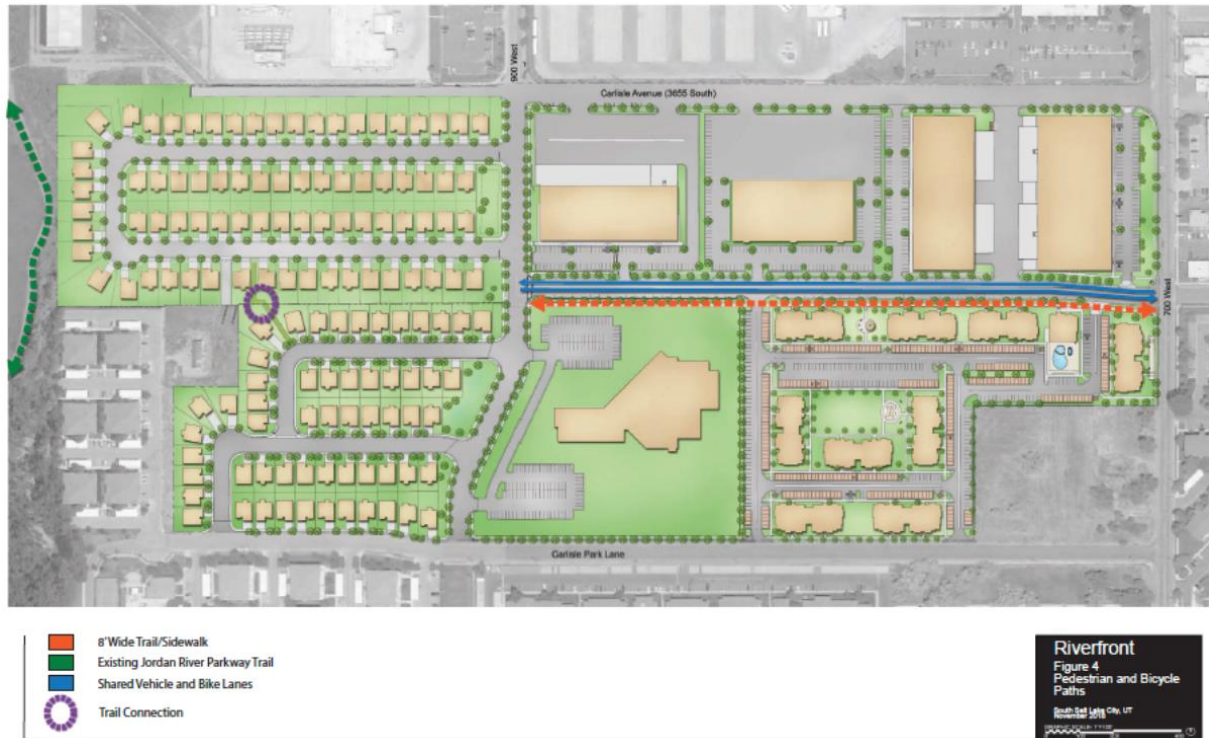 900 West
Carlisle Avenue (3655 South)
700 West
Carlisle Park Lane
8' Wide Trail/Sidewalk
Existing Jordan River Parkway Trail
Shared Vehicle and Bike Lanes
Trail Connection
Riverfront
Figure 4
Pedestrian and Bicycle
Paths
South Salt Lake City, UT
November 2018